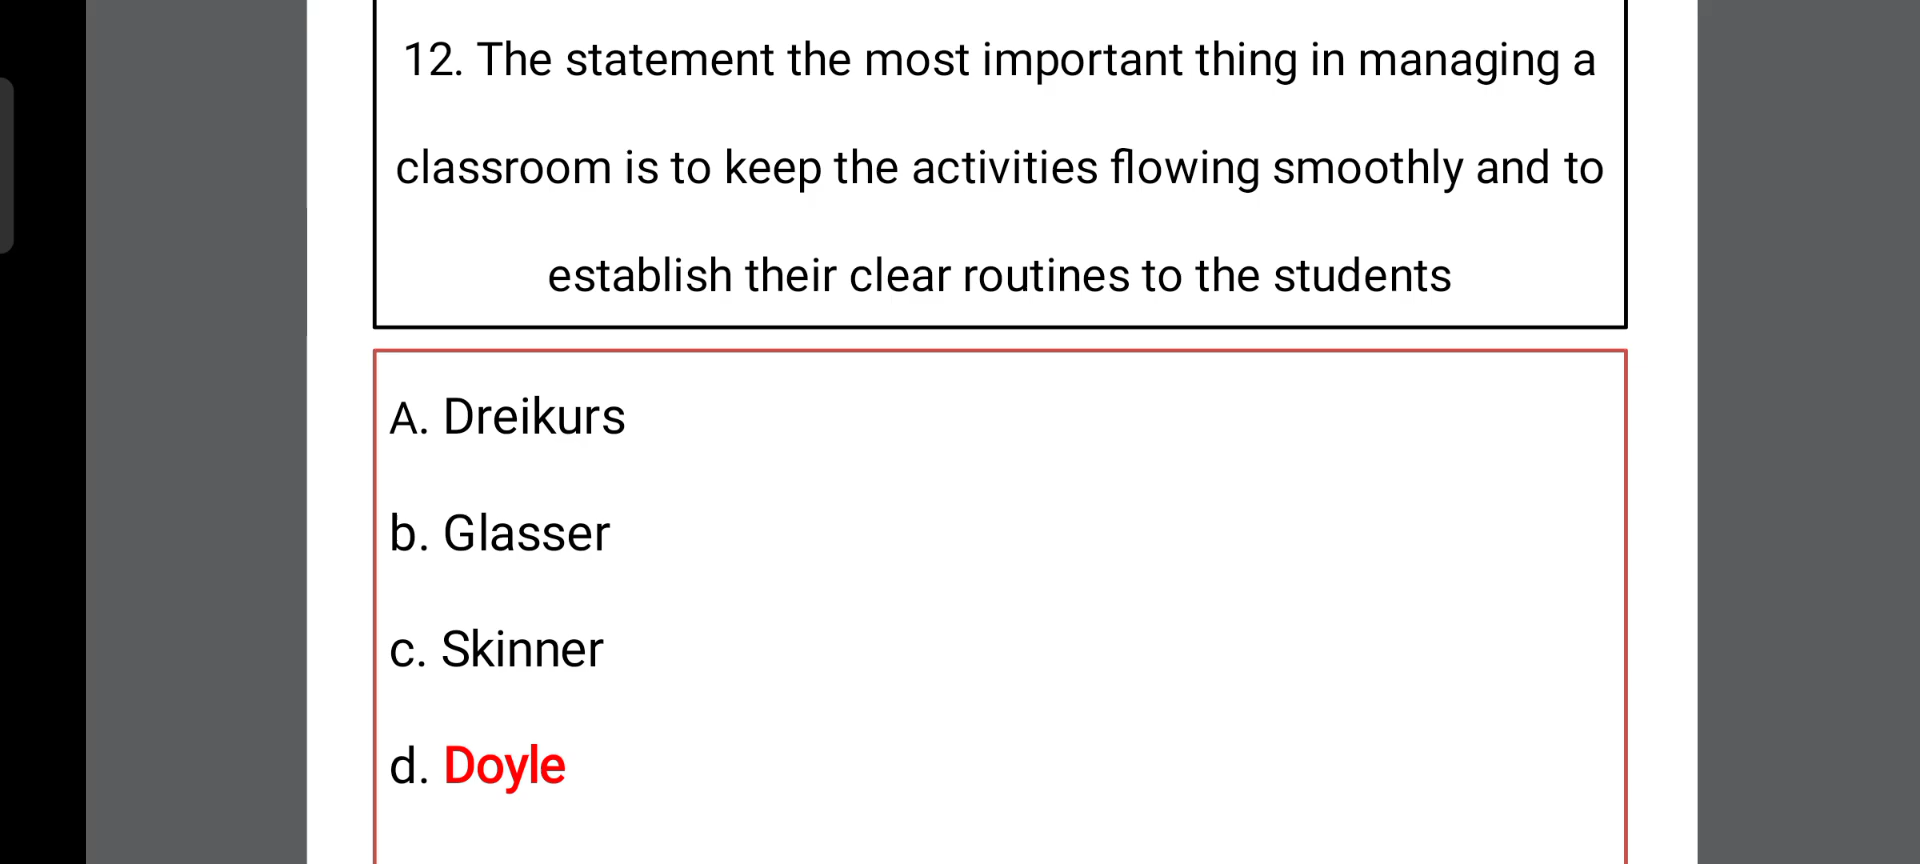 12. The statement the most important thing in managing a
classroom is to keep the activities flowing smoothly and to
establish their clear routines to the students
A. Dreikurs
b. Glasser
c. Skinner
d. Doyle